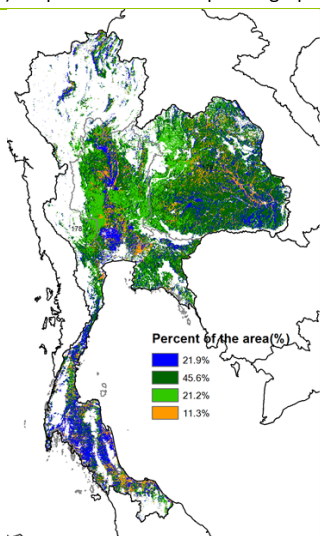 Percent of the area(%)
21.9%
45.6%
21.2%
11.3%